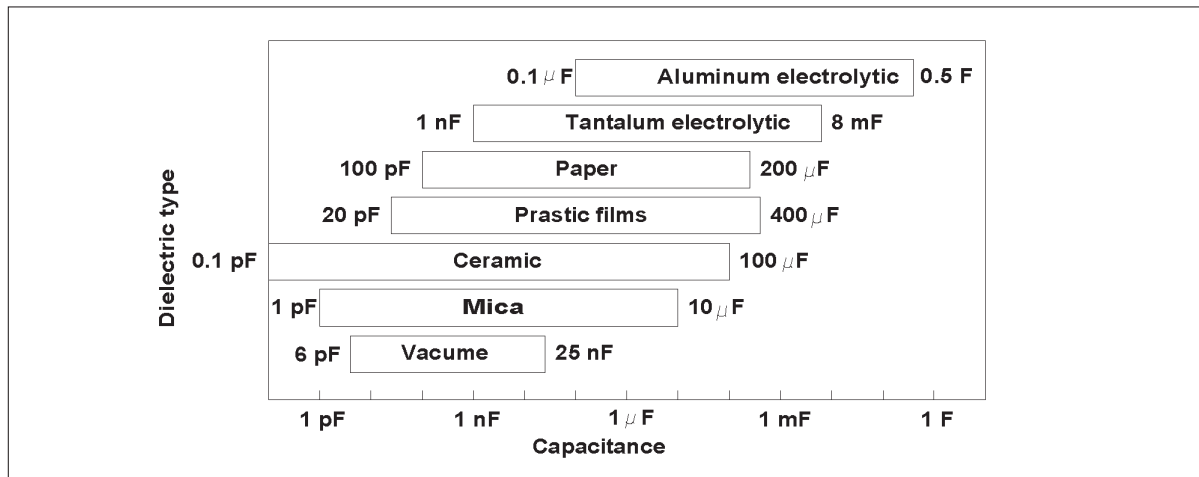 0.1 μF Aluminum electrolytic 0.5 F
1 nF Tantalum electrolytic 8 mF
100 pF Paper 200 μF
20 pF Prastic films 400 μF
0.1 pF Ceramic 100 μF
1 pF Mica 10 μF
6 pF Vacume 25 nF
Dielectric type
1 pF 1 nF 1 μF 1 mF 1 F
Capacitance